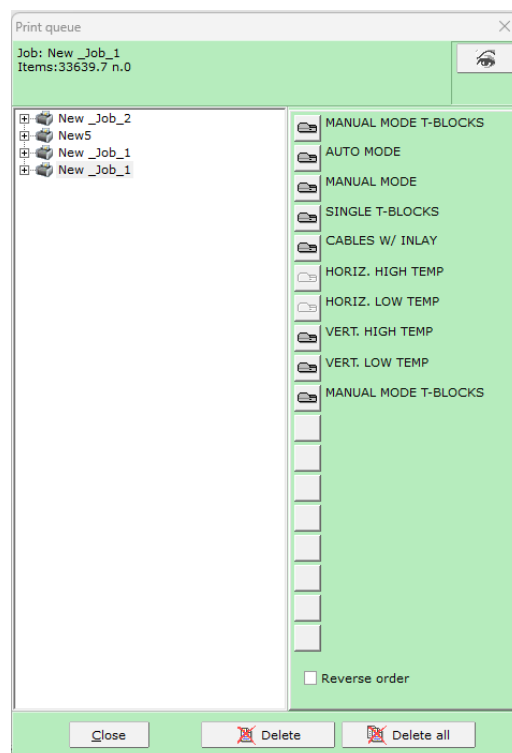 Print queue
Job: New _Job_1
Items:33639.7 n.0
New _Job_2
New5
New _Job_1
New _Job_1
MANUAL MODE T-BLOCKS
AUTO MODE
MANUAL MODE
SINGLE T-BLOCKS
CABLES W/ INLAY
HORIZ. HIGH TEMP
HORIZ. LOW TEMP
VERT. HIGH TEMP
VERT. LOW TEMP
MANUAL MODE T-BLOCKS
Reverse order
Close
Delete
Delete all